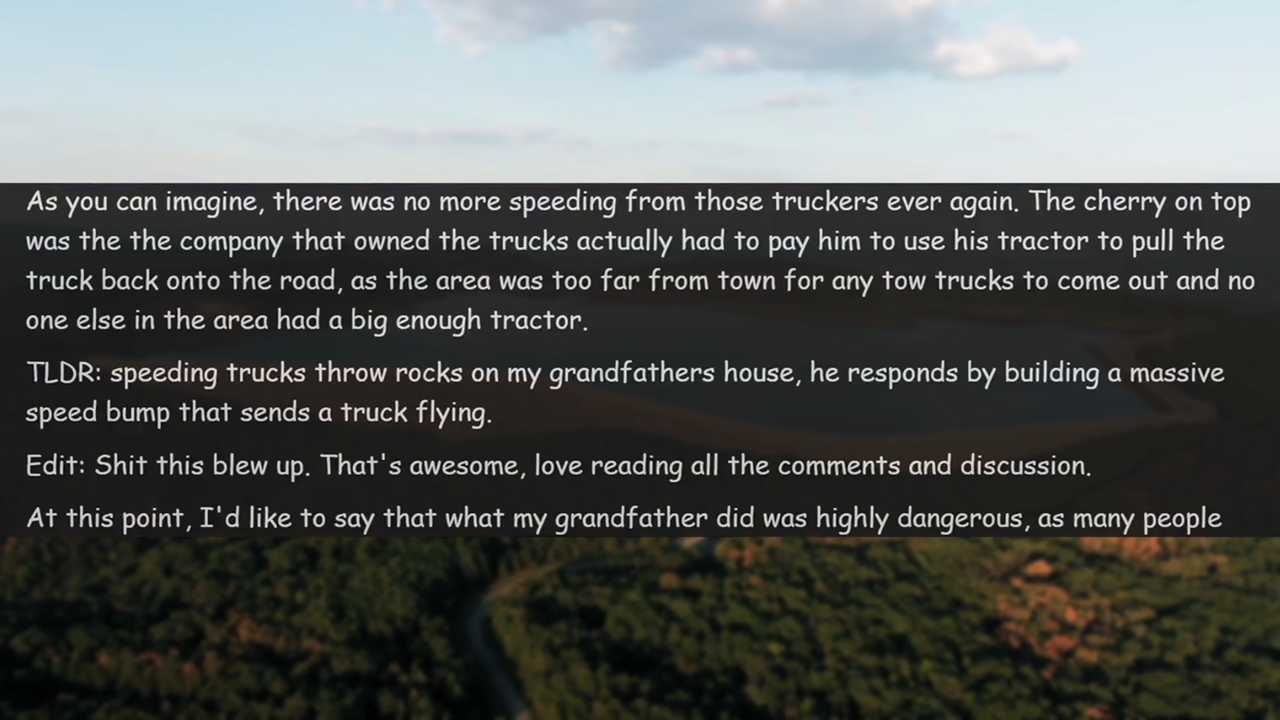 As you can imagine, there was no more speeding from those truckers ever again. The cherry on top
was the the company that owned the trucks actually had to pay him to use his tractor to pull the
truck back onto the road, as the area was too far from town for any tow trucks to come out and no
one else in the area had a big enough tractor.
TLDR: speeding trucks throw rocks on my grandfathers house, he responds by building a massive
speed bump that sends a truck flying.
Edit: Shit this blew up. That's awesome, love reading all the comments and discussion.
At this point, I'd like to say that what my grandfather did was highly dangerous, as many people